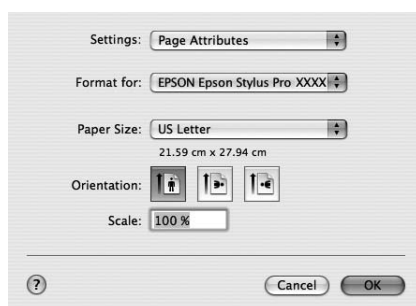 Settings: Page Attributes
Format for: EPSON Epson Stylus Pro XXXX
Paper Size: US Letter
21.59 cm x 27.94 cm
Orientation:
Scale: 100 %
? Cancel OK